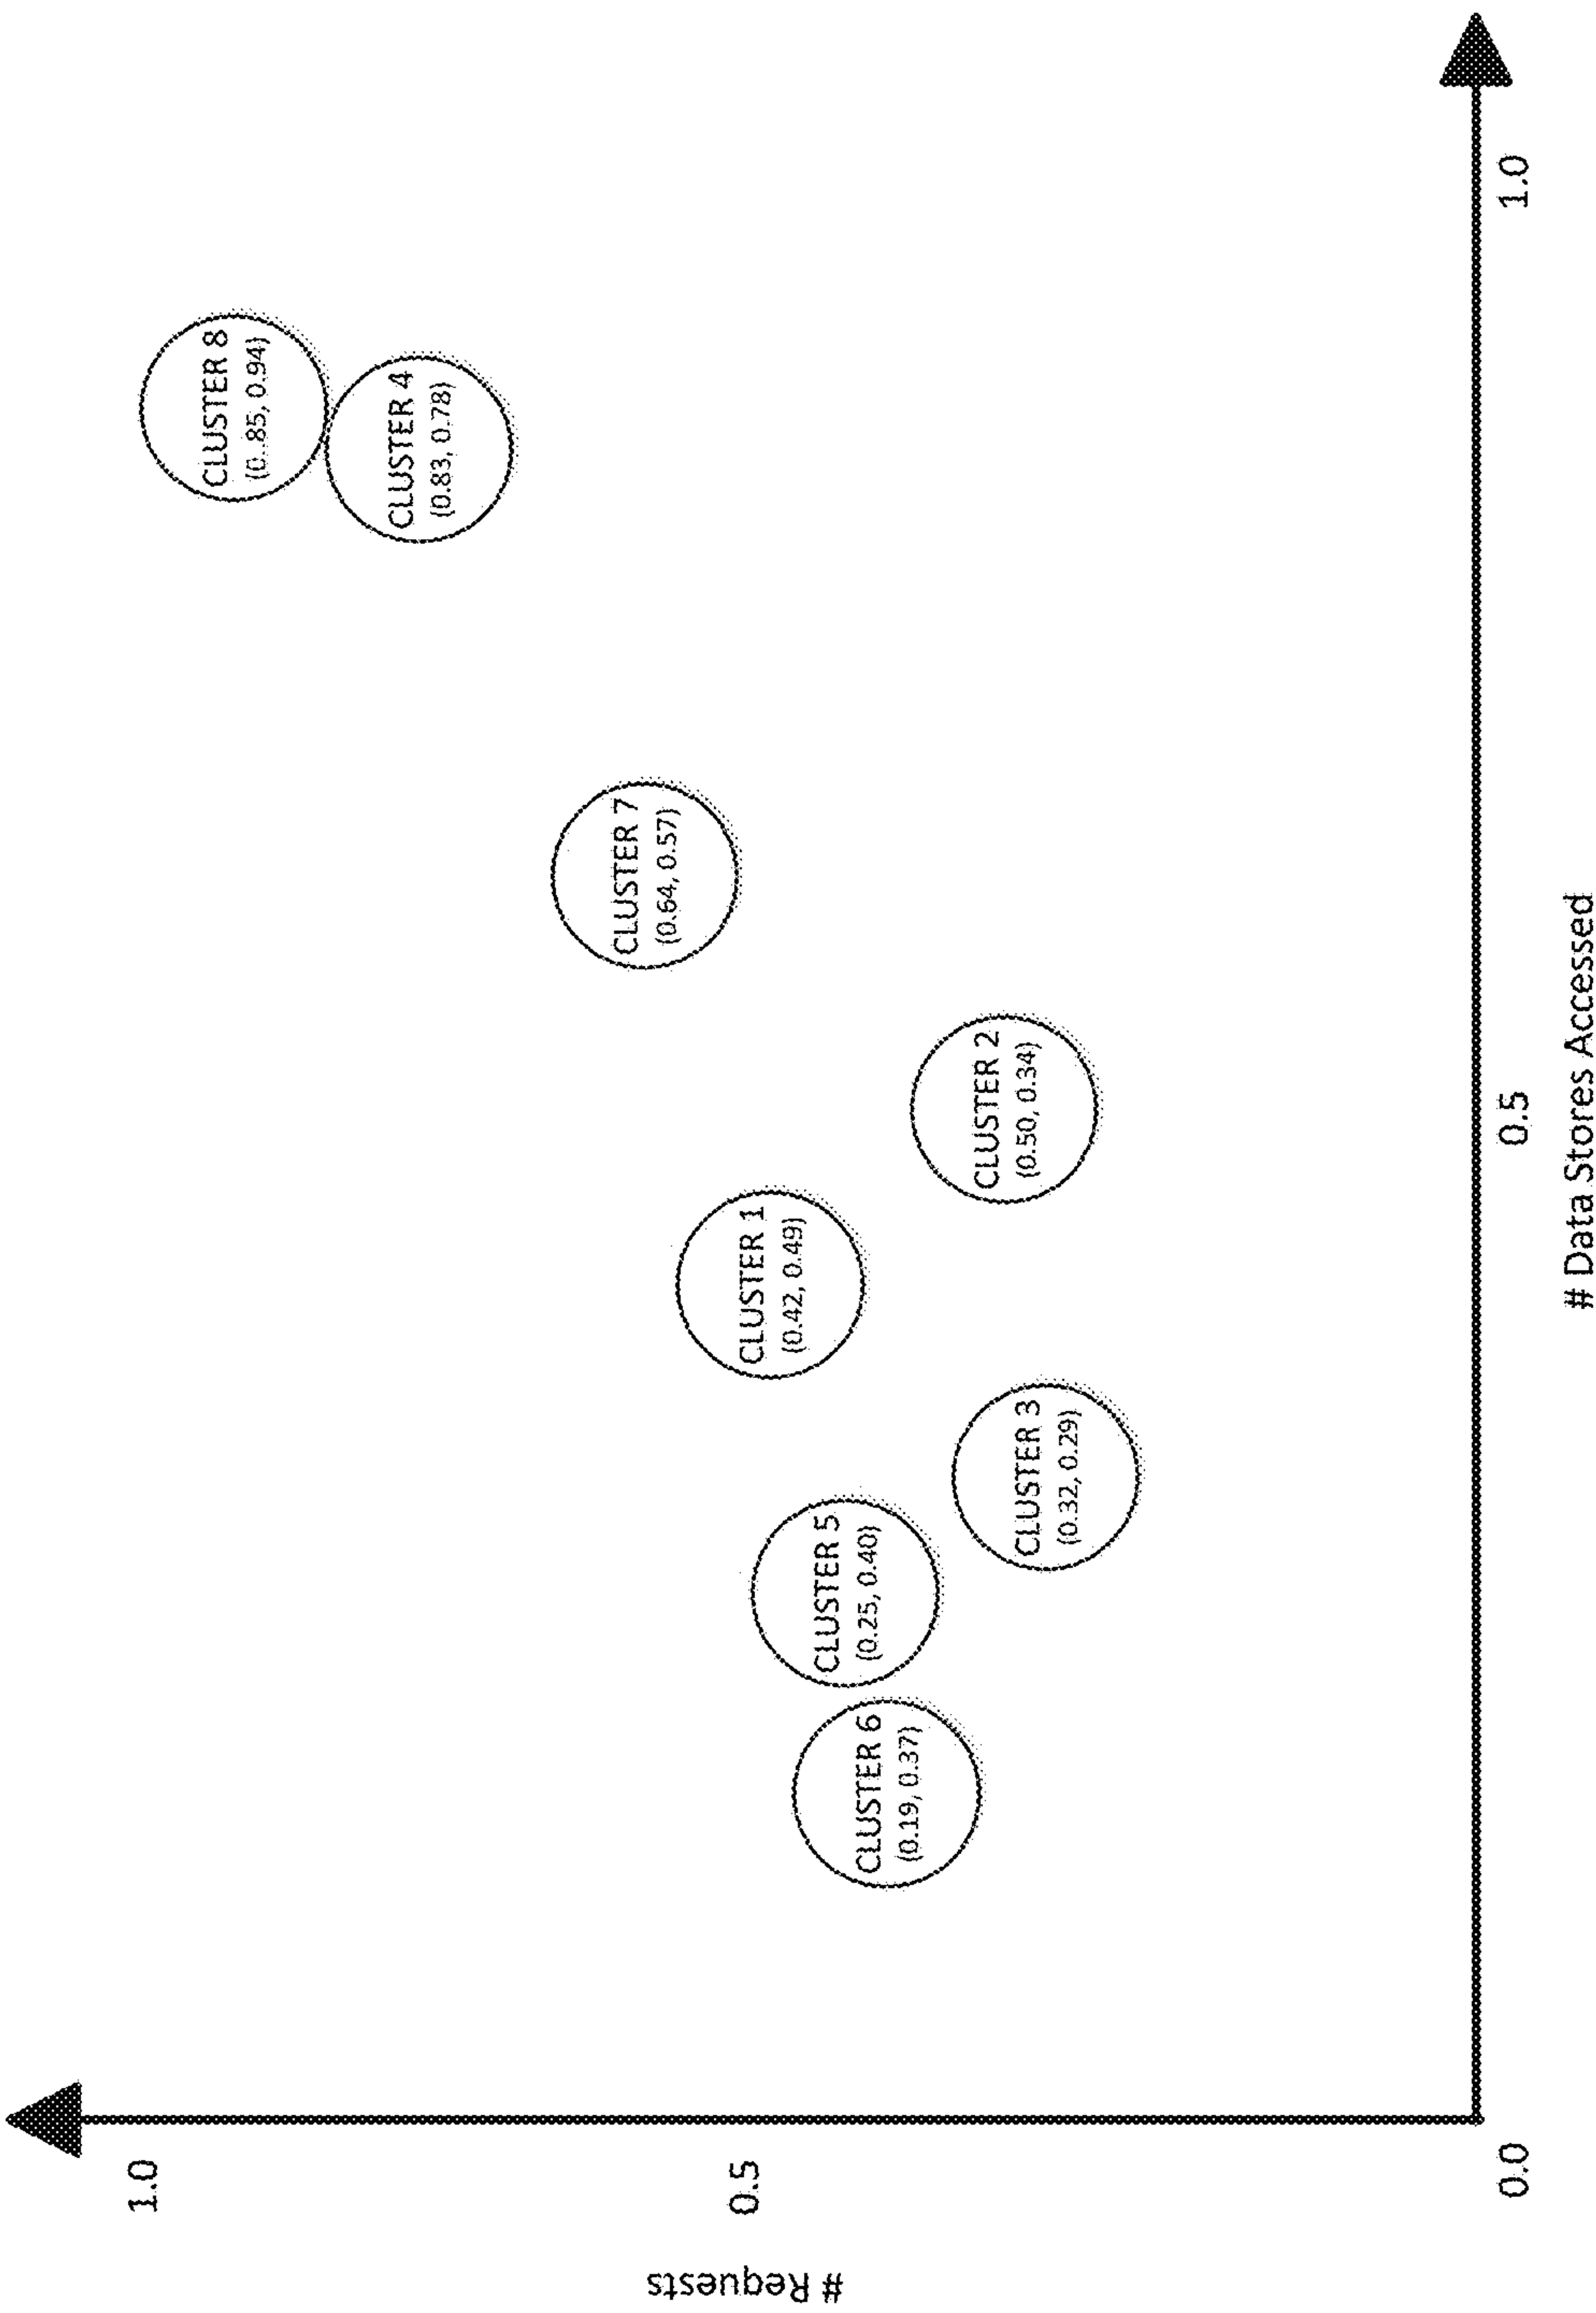 # Requests
1.0
CLUSTER 8
(0.85, 0.94)
CLUSTER 4
(0.83, 0.78)
CLUSTER 7
(0.64, 0.57)
0.5
CLUSTER 1
(0.42, 0.49)
CLUSTER 5
(0.25, 0.40)
CLUSTER 6
(0.19, 0.37)
CLUSTER 2
(0.50, 0.34)
CLUSTER 3
(0.32, 0.29)
0.0
0.5
1.0
# Data Stores Accessed